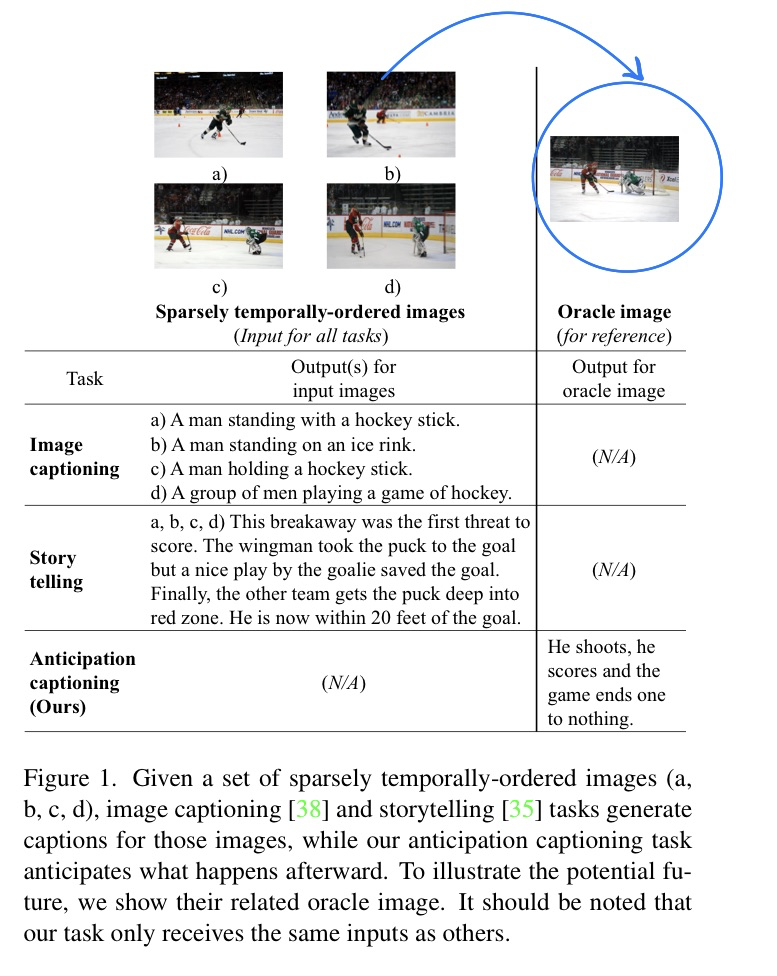 a)
b)
c)
d)
Sparsely temporally-ordered images
(Input for all tasks)
Oracle image
(for reference)
Task
Output(s) for
input images
Output for
oracle image
Image
captioning
a) A man standing with a hockey stick.
b) A man standing on an ice rink.
c) A man holding a hockey stick.
d) A group of men playing a game of hockey.
(N/A)
Story
telling
a, b, c, d) This breakaway was the first threat to
score. The wingman took the puck to the goal
but a nice play by the goalie saved the goal.
Finally, the other team gets the puck deep into
red zone. He is now within 20 feet of the goal.
(N/A)
Anticipation
captioning
(Ours)
(N/A)
He shoots, he
scores and the
game ends one
to nothing.
Figure 1. Given a set of sparsely temporally-ordered images (a,
b, c, d), image captioning [38] and storytelling [35] tasks generate
captions for those images, while our anticipation captioning task
anticipates what happens afterward. To illustrate the potential fu-
ture, we show their related oracle image. It should be noted that
our task only receives the same inputs as others.